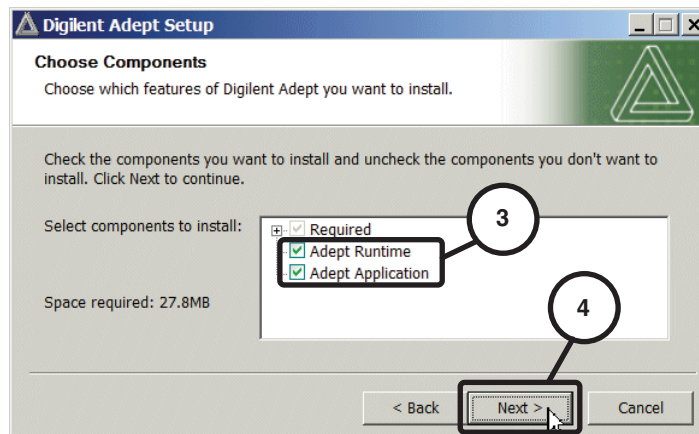 Digilent Adept Setup
Choose Components
Choose which features of Digilent Adept you want to install.
Check the components you want to install and uncheck the components you don't want to
install. Click Next to continue.
Select components to install:
Required
Adept Runtime
Adept Application
3
Space required: 27.8MB
4
< Back
Next >
Cancel